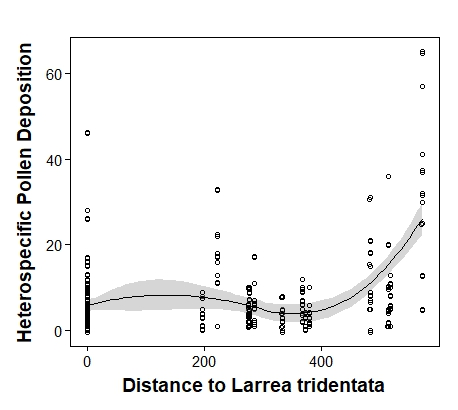 Heterospecific Pollen Deposition
60
40
20
0
0 200 400
Distance to Larrea tridentata